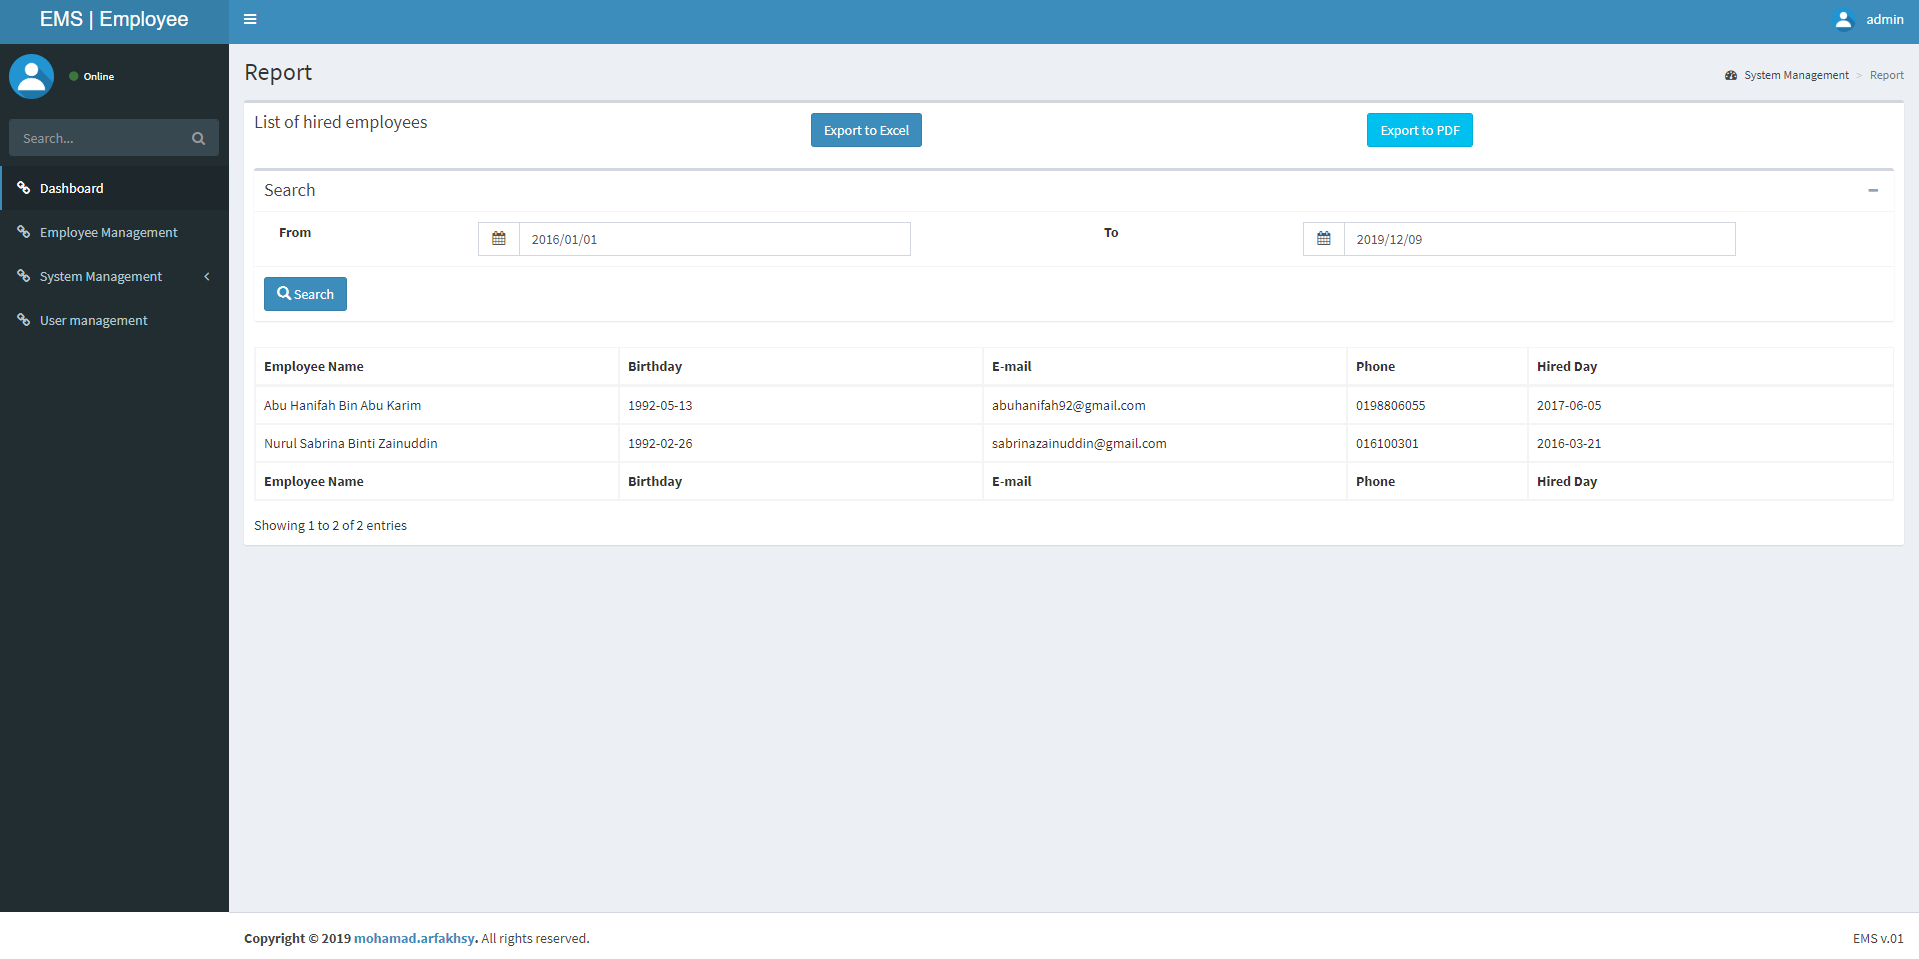 EMS | Employee
admin
Online
Search...
Dashboard
Employee Management
System Management
User management
Report
System Management > Report
List of hired employees
Export to Excel
Export to PDF
Search
From
2016/01/01
To
2019/12/09
Search
Employee Name Birthday E-mail Phone Hired Day
Abu Hanifah Bin Abu Karim 1992-05-13 abuhanifah92@gmail.com 0198806055 2017-06-05
Nurul Sabrina Binti Zainuddin 1992-02-26 sabrinazainuddin@gmail.com 016100301 2016-03-21
Employee Name Birthday E-mail Phone Hired Day
Showing 1 to 2 of 2 entries
Copyright © 2019 mohamad.arfakhsy. All rights reserved.
EMS v.01